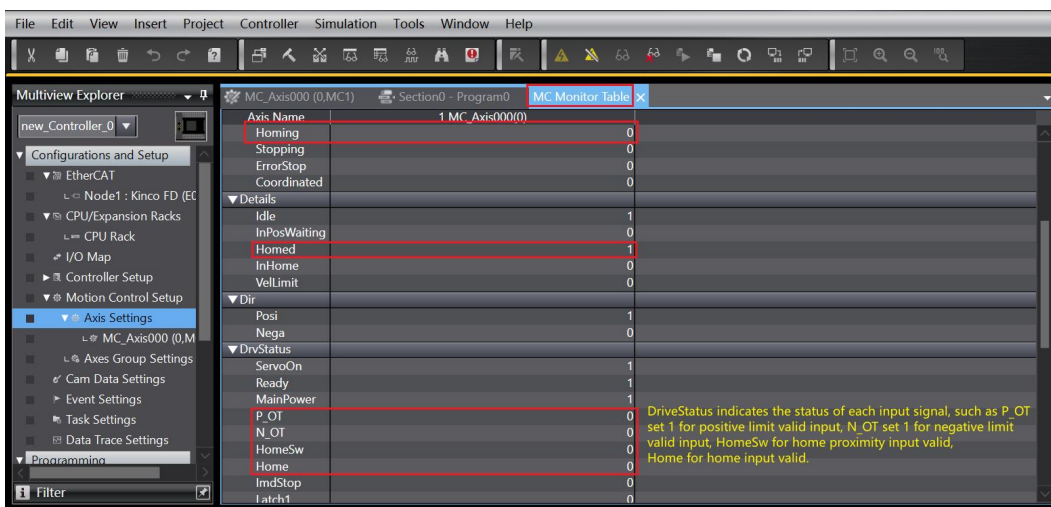 File Edit View Insert Project Controller Simulation Tools Window Help
Multiview Explorer
new_Controller_0
Configurations and Setup
EtherCAT
Node1 : Kinco FD (E0
CPU/Expansion Racks
CPU Rack
I/O Map
Controller Setup
Motion Control Setup
Axis Settings
MC_Axis000 (0,M
Axes Group Settings
Cam Data Settings
Event Settings
Task Settings
Data Trace Settings
Programming
Filter
MC_Axis000 (0,MC1) Section0 - Program0 MC Monitor Table
Axis Name 1 MC_Axis000(0)
Homing 0
Stopping 0
ErrorStop 0
Coordinated 0
Details
Idle 1
InPosWaiting 0
Homed 1
InHome 0
VelLimit 0
Dir
Posi 1
Nega 0
DrvStatus
ServoOn 1
Ready 1
MainPower 1
P_OT 0
N_OT 0
HomeSw 0
Home 0
ImdStop 0
Latch1 0
DriveStatus indicates the status of each input signal, such as P_OT
set 1 for positive limit valid input, N_OT set 1 for negative limit
valid input, HomeSw for home proximity input valid,
Home for home input valid.